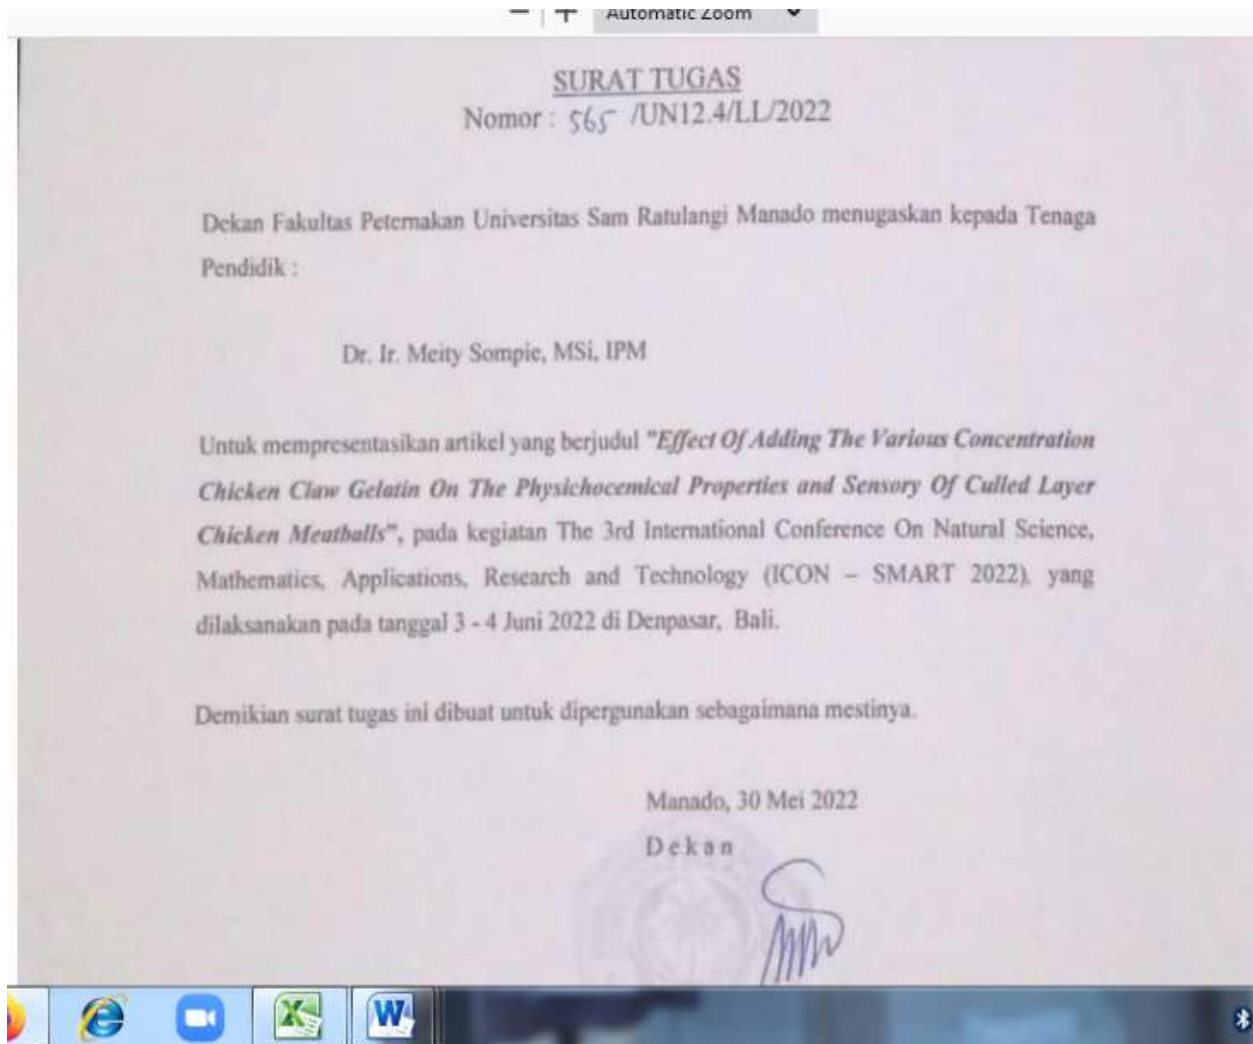 Automatic Zoom
SURAT TUGAS
Nomor : 565 /UN12.4/LL/2022
Dekan Fakultas Peternakan Universitas Sam Ratulangi Manado menugaskan kepada Tenaga
Pendidik :
Dr. Ir. Meity Sompie, MSi, IPM
Untuk mempresentasikan artikel yang berjudul "Effect Of Adding The Various Concentration
Chicken Claw Gelatin On The Physichocemical Properties and Sensory Of Culled Layer
Chicken Meatballs", pada kegiatan The 3rd International Conference On Natural Science,
Mathematics, Applications, Research and Technology (ICON – SMART 2022), yang
dilaksanakan pada tanggal 3 - 4 Juni 2022 di Denpasar, Bali.
Demikian surat tugas ini dibuat untuk dipergunakan sebagaimana mestinya.
Manado, 30 Mei 2022
Dekan